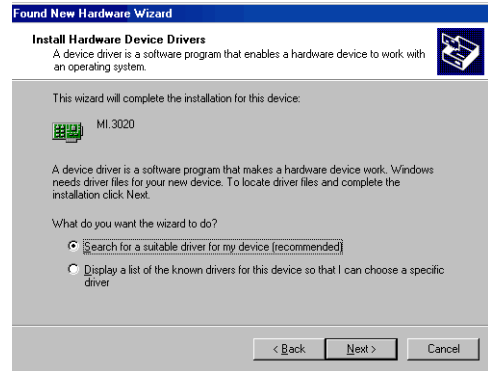 Found New Hardware Wizard
Install Hardware Device Drivers
A device driver is a software program that enables a hardware device to work with
an operating system.
This wizard will complete the installation for this device:
MI.3020
A device driver is a software program that makes a hardware device work. Windows
needs driver files for your new device. To locate driver files and complete the
installation click Next.
What do you want the wizard to do?
Search for a suitable driver for my device (recommended)
Display a list of the known drivers for this device so that I can choose a specific
driver
< Back Next > Cancel